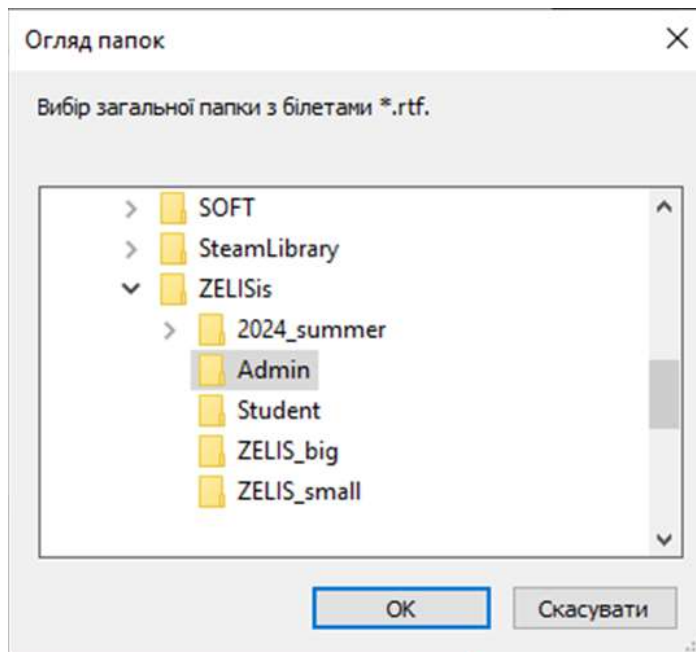 Огляд папок
Вибір загальної папки з білетами *.rtf.
SOFT
SteamLibrary
ZELISis
2024_summer
Admin
Student
ZELIS_big
ZELIS_small
OK
Скасувати